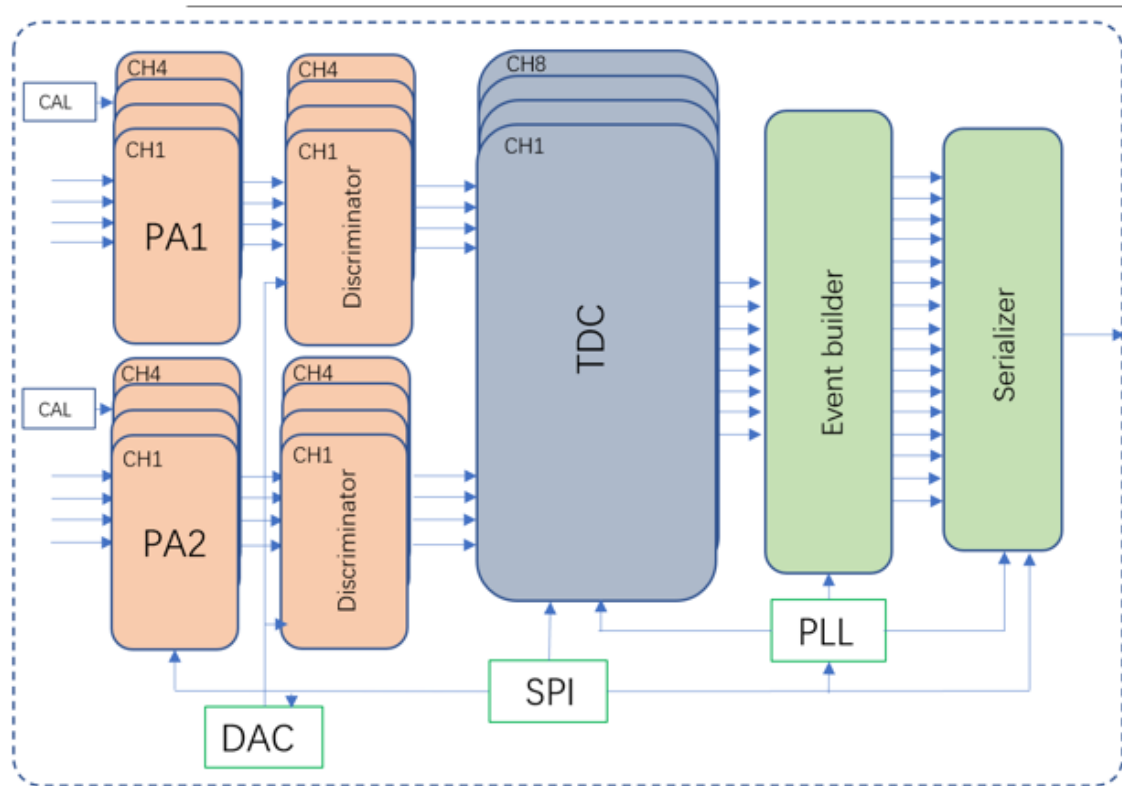 CH4
CH4
CH8
CAL
CH1
CH1
CH1
PA1
Discriminator
TDC
Event builder
Serializer
CH4
CH4
CAL
CH1
CH1
PA2
Discriminator
PLL
SPI
DAC